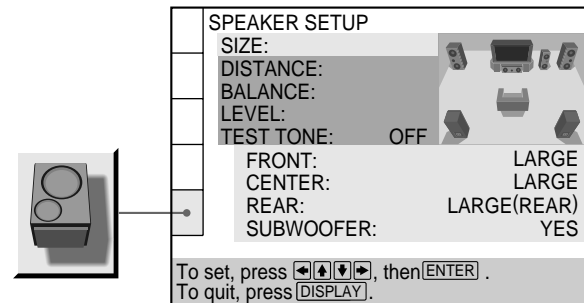 SPEAKER SETUP
SIZE:
DISTANCE:
BALANCE:
LEVEL:
TEST TONE: OFF
FRONT: LARGE
CENTER: LARGE
REAR: LARGE(REAR)
SUBWOOFER: YES
To set, press ←↑↓→, then ENTER .
To quit, press DISPLAY.